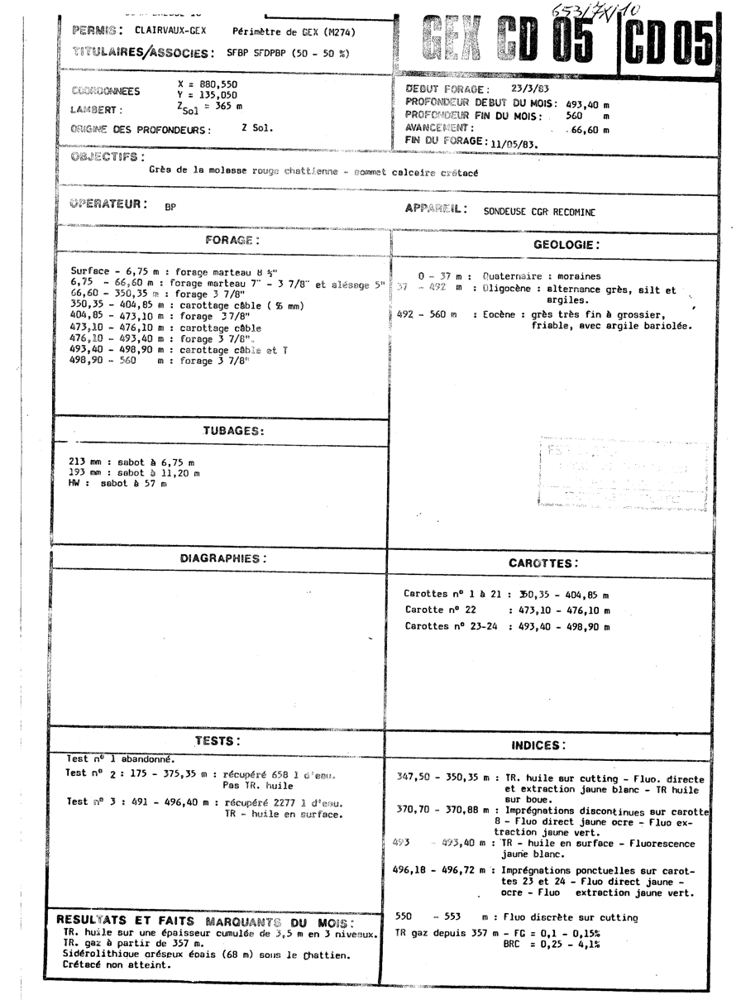 653/7X/10
PERMIS: CLAIRVAUX-GEX Périmètre de GEX (M274)
TITULAIRES/ASSOCIES: SFBP SFDPBP (50 - 50 %)
GEX CD 05 CD 05
COORDONNEES
LAMBERT:
X = 880,550
Y = 135,050
ZSol = 365 m
ORIGINE DES PROFONDEURS: Z Sol.
DEBUT FORAGE: 23/3/83
PROFONDEUR DEBUT DU MOIS: 493,40 m
PROFONDEUR FIN DU MOIS: 560 m
AVANCEMENT: 66,60 m
FIN DU FORAGE: 11/05/83.
OBJECTIFS:
Grès de la molasse rouge chattienne - sommet calcaire crétacé
OPERATEUR: BP
APPAREIL: SONDEUSE CGR RECOMINE
FORAGE:
Surface - 6,75 m : forage marteau 8 ½"
6,75 - 66,60 m : forage marteau 7" - 3 7/8" et alésage 5"
66,60 - 350,35 m : forage 3 7/8"
350,35 - 404,85 m : carottage câble ( mm)
404,85 - 473,10 m : forage 3 7/8"
473,10 - 476,10 m : carottage câble
476,10 - 493,40 m : forage 3 7/8".
493,40 - 498,90 m : carottage câble et T
498,90 - 560 m : forage 3 7/8"
GEOLOGIE:
0 - 37 m : Quaternaire : moraines
37 - 492 m : Oligocène : alternance grès, silt et
argiles.
492 - 560 m : Eocène : grès très fin à grossier,
friable, avec argile bariolée.
TUBAGES:
213 mm : sabot à 6,75 m
193 mm : sabot à 11,20 m
HW : sabot à 57 m
DIAGRAPHIES:
CAROTTES:
Carottes nº 1 à 21 : 350,35 - 404,85 m
Carotte nº 22 : 473,10 - 476,10 m
Carottes nº 23-24 : 493,40 - 498,90 m
TESTS:
Test nº 1 abandonné.
Test nº 2 : 175 - 375,35 m : récupéré 658 l d'eau.
Pas TR. huile
Test nº 3 : 491 - 496,40 m : récupéré 2277 l d'eau.
TR - huile en surface.
INDICES:
347,50 - 350,35 m : TR. huile sur cutting - Fluo. directe
et extraction jaune blanc - TR huile
sur boue.
370,70 - 370,88 m : Imprégnations discontinues sur carotte
8 - Fluo direct jaune ocre - Fluo ex-
traction jaune vert.
493 - 493,40 m : TR - huile en surface - Fluorescence
jaune blanc.
496,18 - 496,72 m : Imprégnations ponctuelles sur carot-
tes 23 et 24 - Fluo direct jaune -
ocre - Fluo extraction jaune vert.
550 - 553 m : Fluo discrète sur cutting
TR gaz depuis 357 m - FG = 0,1 - 0,15%
BRC = 0,25 - 4,1%
RESULTATS ET FAITS MARQUANTS DU MOIS:
TR. huile sur une épaisseur cumulée de 3,5 m en 3 niveaux.
TR. gaz à partir de 357 m.
Sidérolithique gréseux épais (68 m) sous le Chattien.
Crétacé non atteint.